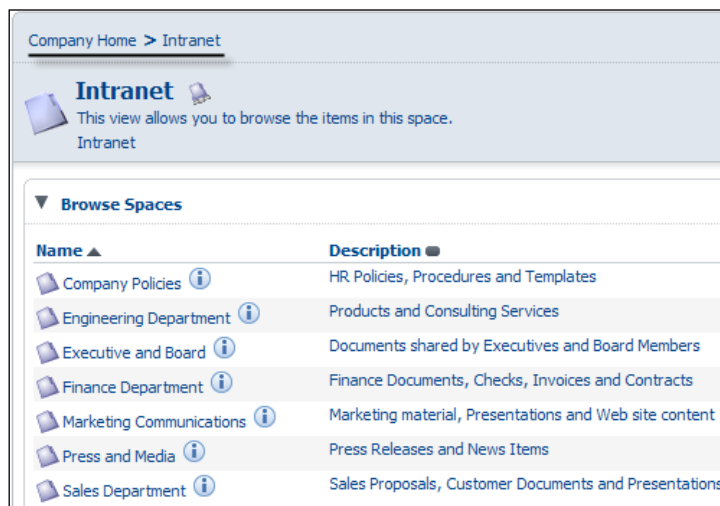 Company Home > Intranet
Intranet
This view allows you to browse the items in this space.
Intranet
Browse Spaces
Name Description
Company Policies HR Policies, Procedures and Templates
Engineering Department Products and Consulting Services
Executive and Board Documents shared by Executives and Board Members
Finance Department Finance Documents, Checks, Invoices and Contracts
Marketing Communications Marketing material, Presentations and Web site content
Press and Media Press Releases and News Items
Sales Department Sales Proposals, Customer Documents and Presentations